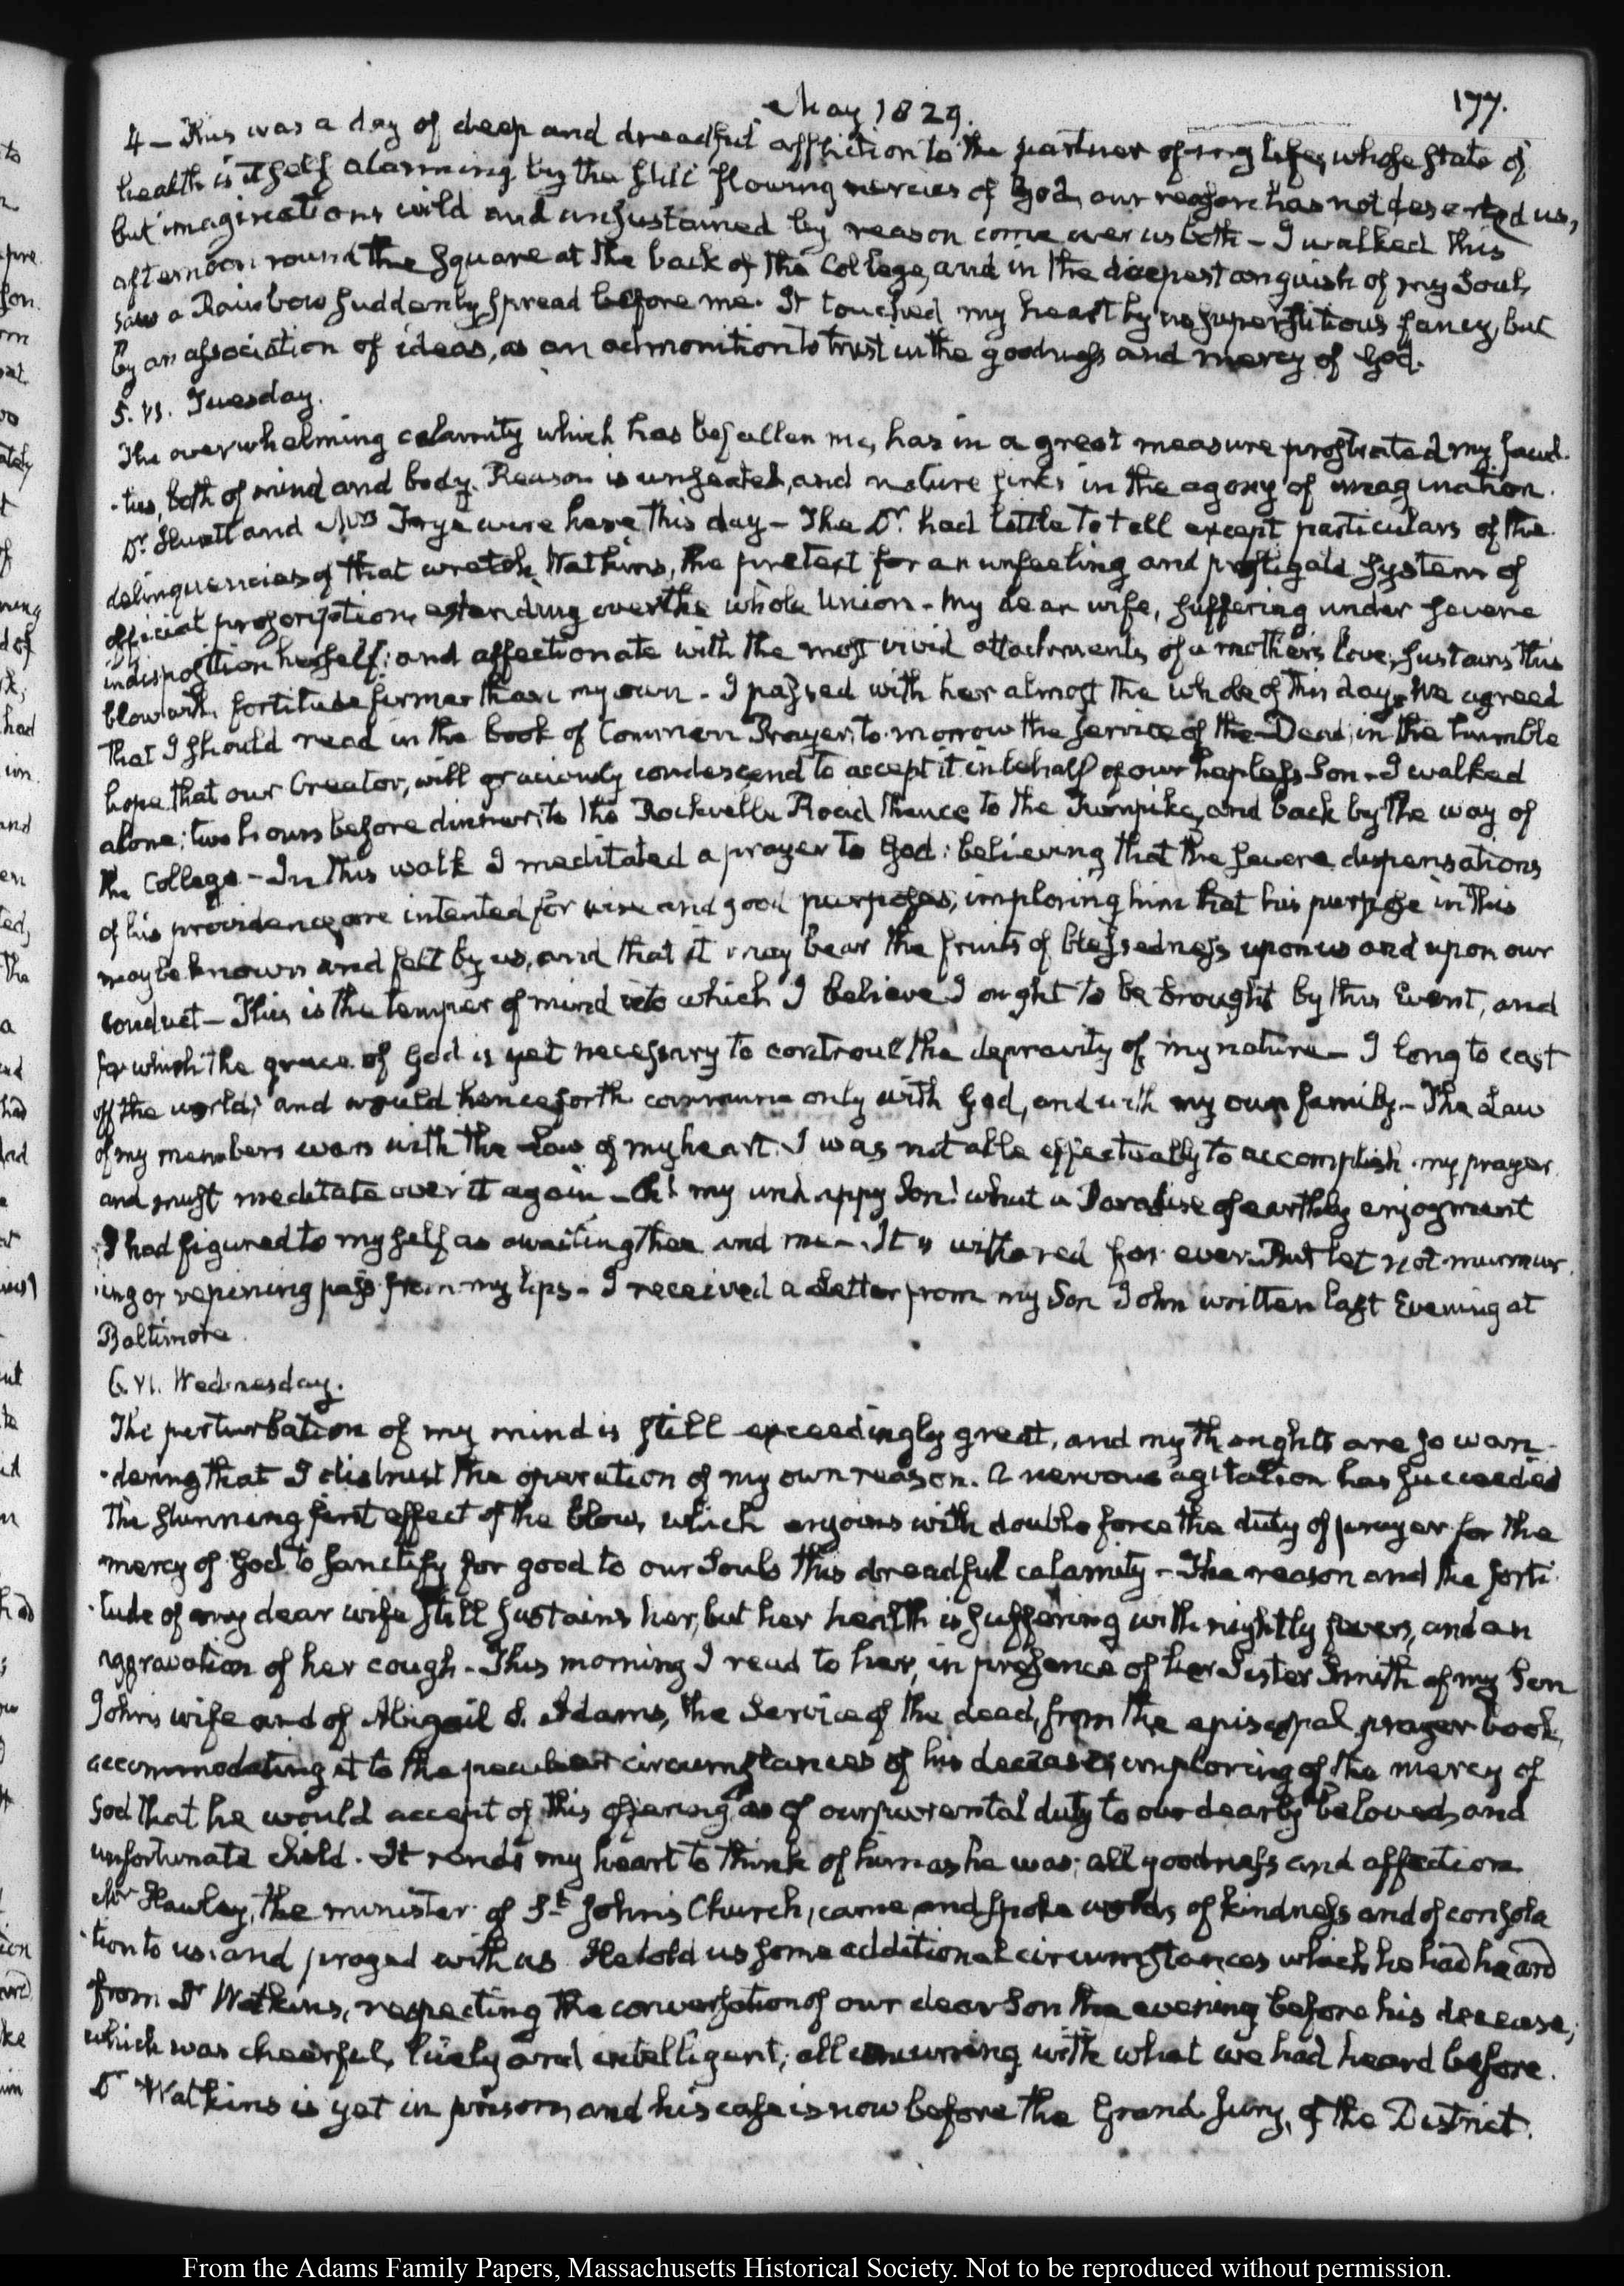 May 1829.
177.
4 — This was a day of deep and dreadful affliction to the partner of my life, whose state of
health is itself alarming by the still flowing mercies of God, our reason has not deserted us,
but imaginations wild and unsustained by reason come over us both — I walked this
afternoon round the Square at the back of the College, and in the deepest anguish of my Soul,
saw a Rainbow suddenly spread before me. It touched my heart by no superstitious fancy, but
by an association of ideas, as an admonition to trust in the goodness and mercy of God.
5. VI. Tuesday.
The overwhelming calamity which has befallen me, has in a great measure prostrated my facul-
-ties, both of mind and body. Reason is unseated, and nature sinks in the agony of imagination.
Dr. Huntt and Mrs Frye were here this day — The Dr. had little to tell except particulars of the
delinquencies of that wretch Watkins, the pretext for an unfeeling and profligate system of
official proscription, extending over the whole Union — My dear wife, suffering under severe
indisposition herself; and affectionate with the most vivid attachments of a mother's love, sustains this
blow with fortitude firmer than my own — I passed with her almost the whole of this day. We agreed
that I should read in the book of Common Prayer, to-morrow the service of the Dead, in the humble
hope that our Creator, will graciously condescend to accept it in behalf of our hapless Son — I walked
alone; two hours before dinner, to the Rockville Road thence to the Turnpike, and back by the way of
the College — In this walk I meditated a prayer to God: believing that the severe dispensations
of his providence, are intented for wise and good purposes, imploring him that his purpose in this
may be known and felt by us, and that it may bear the fruits of blessedness upon us and upon our
conduct — This is the temper of mind into which I believe I ought to be brought by this Event, and
for which the grace of God is yet necessary to controul the depravity of my nature — I long to cast
off the world; and would henceforth commune only with God, and with my own family — The Law
of my members wars with the Law of my heart. I was not able effectually to accomplish my prayer
and must meditate over it again — Oh! my unhappy Son! what a Paradise of earthly enjoyment
I had figured to myself as awaiting thee and me — It is withered for ever. But let not murmur-
-ing or repining pass from my lips — I received a Letter from my Son John written last Evening at
Baltimore.
6. VI. Wednesday.
The perturbation of my mind is still exceedingly great, and my thoughts are so wan-
-dering that I distrust the operation of my own reason. A nervous agitation has succeeded
the stunning first effect of the blow, which enjoins with double force the duty of prayer for the
mercy of God to sanctify for good to our Souls this dreadful calamity — The reason and the forti-
-tude of my dear wife still sustains her, but her health is suffering with nightly fevers, and an
aggravation of her cough — This morning I read to her, in presence of her Sister Smith of my Son
John's wife and of Abigail S. Adams, the Service of the dead, from the episcopal prayer book,
accommodating it to the peculiar circumstances of his decease; imploring of the mercy of
God that he would accept of this offering as of our parental duty to our dearly beloved, and
unfortunate child. It rends my heart to think of him as he was; all goodness and affection
Mr Hawley, the minister of St. John's Church, came and spoke words of kindness and of consola-
-tion to us: and prayed with us. He told us some additional circumstances which he had heard
from Dr Watkins, respecting the conversation of our dear Son the evening before his decease;
which was cheerful, lively and intelligent; all concurring with what we had heard before.
Dr Watkins is yet in prison, and his case is now before the Grand Jury, of the District.
From the Adams Family Papers, Massachusetts Historical Society. Not to be reproduced without permission.